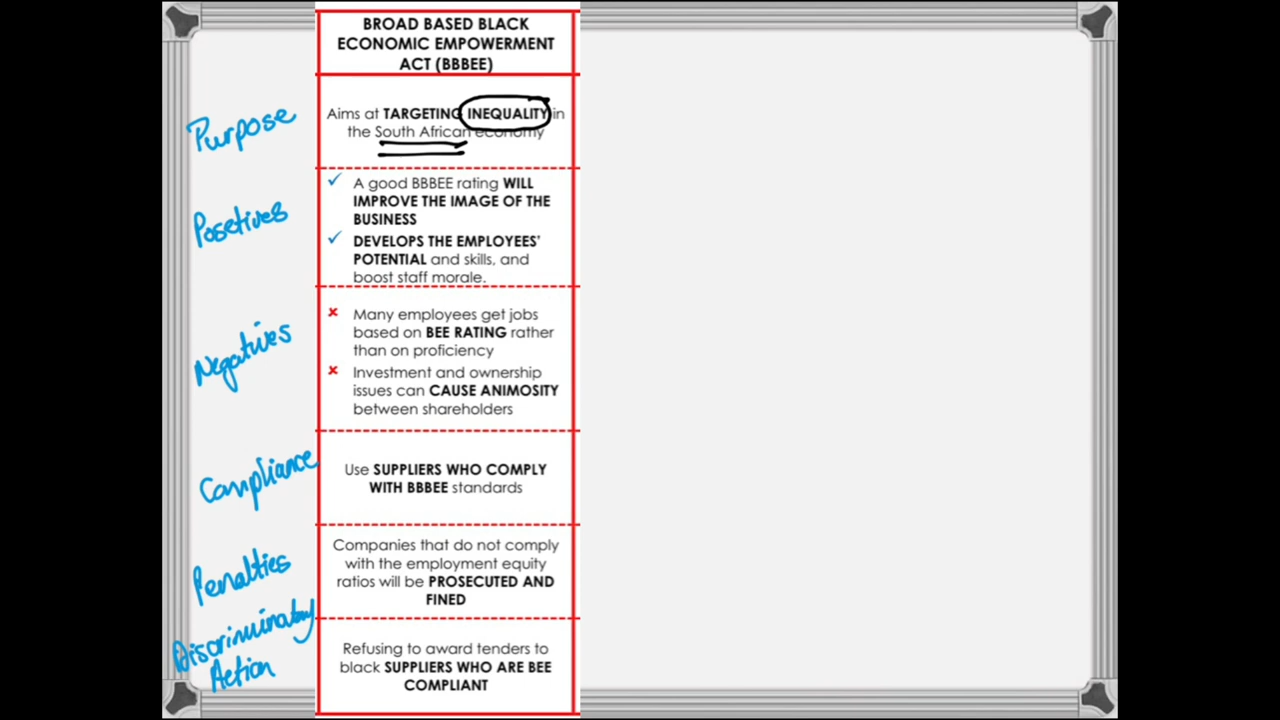 BROAD BASED BLACK
ECONOMIC EMPOWERMENT
ACT (BBBEE)
Purpose
Aims at TARGETING INEQUALITY in
the South African economy
Posetives
A good BBBEE rating WILL
IMPROVE THE IMAGE OF THE
BUSINESS
DEVELOPS THE EMPLOYEES'
POTENTIAL and skills, and
boost staff morale.
Negatives
Many employees get jobs
based on BEE RATING rather
than on proficiency
Investment and ownership
issues can CAUSE ANIMOSITY
between shareholders
Compliance
Use SUPPLIERS WHO COMPLY
WITH BBBEE standards
Penalties
Companies that do not comply
with the employment equity
ratios will be PROSECUTED AND
FINED
Discriminatory
Action
Refusing to award tenders to
black SUPPLIERS WHO ARE BEE
COMPLIANT